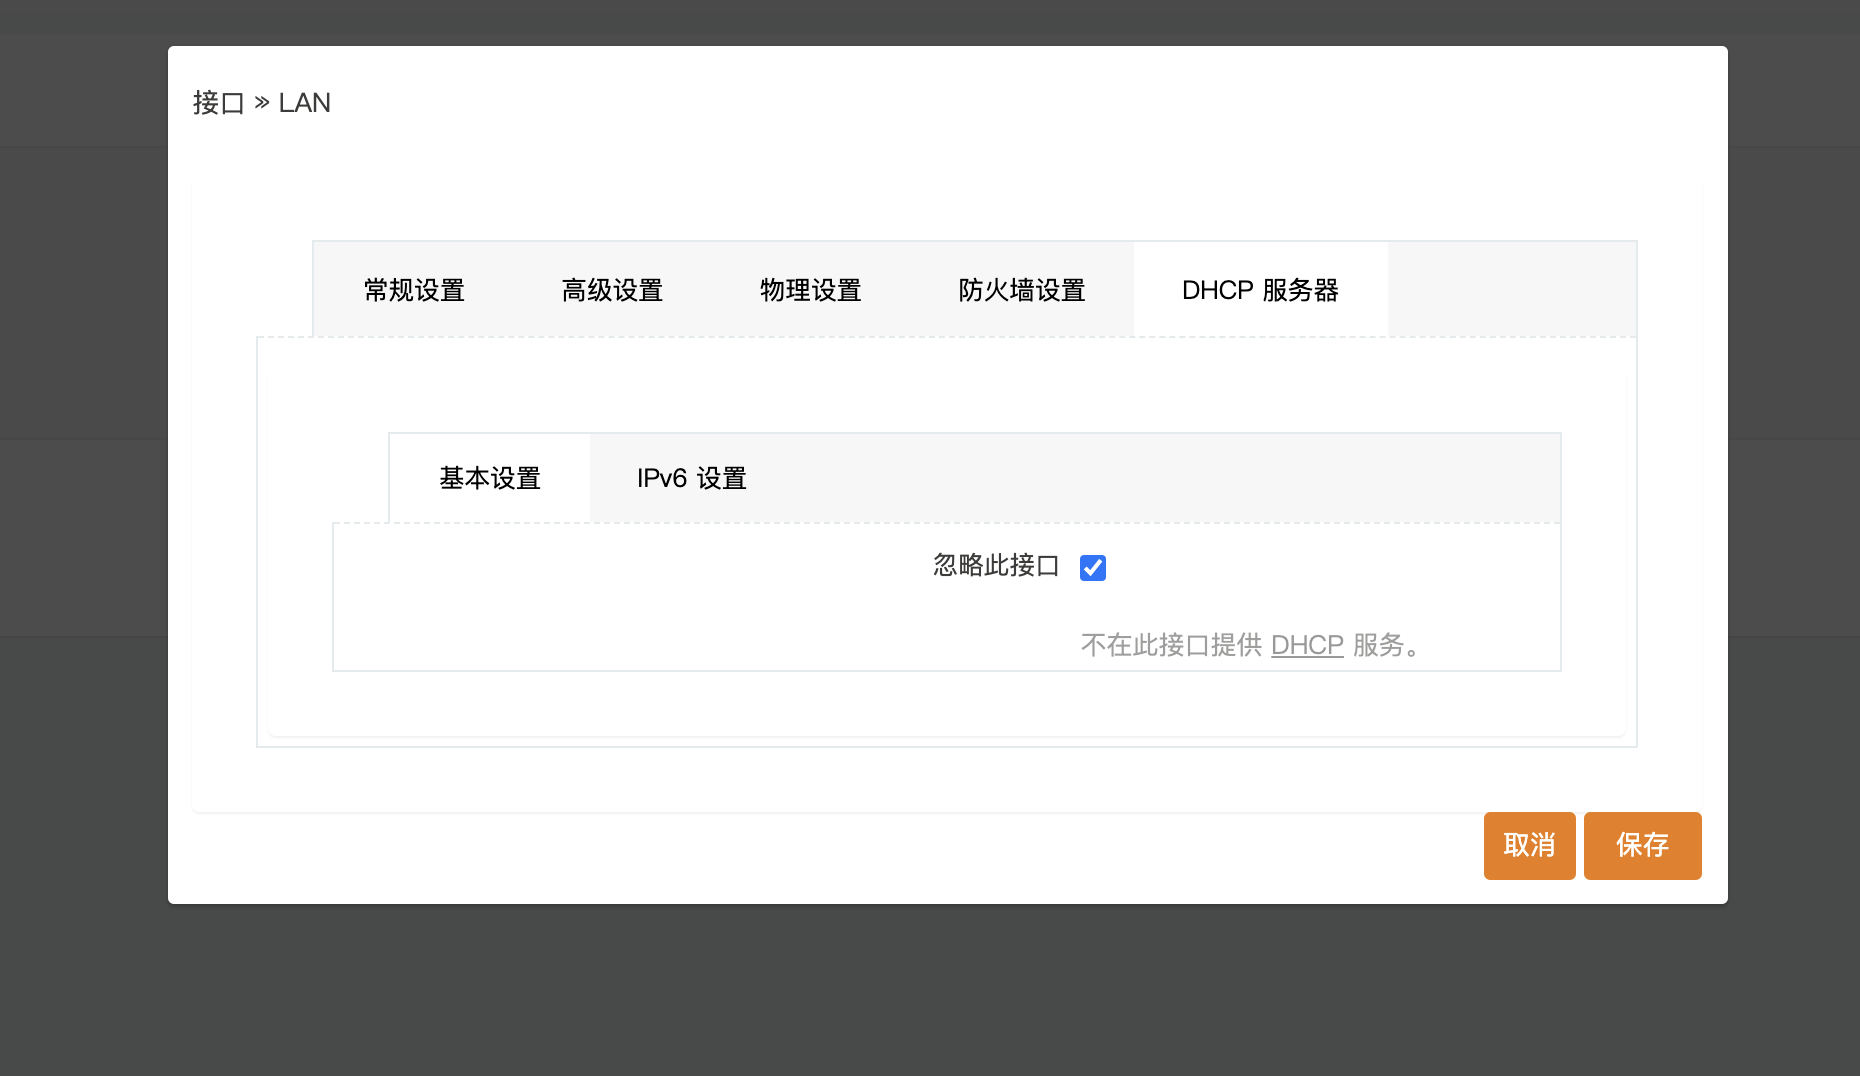 接口 » LAN
常规设置 高级设置 物理设置 防火墙设置 DHCP 服务器
基本设置 IPv6 设置
忽略此接口
不在此接口提供 DHCP 服务。
取消 保存